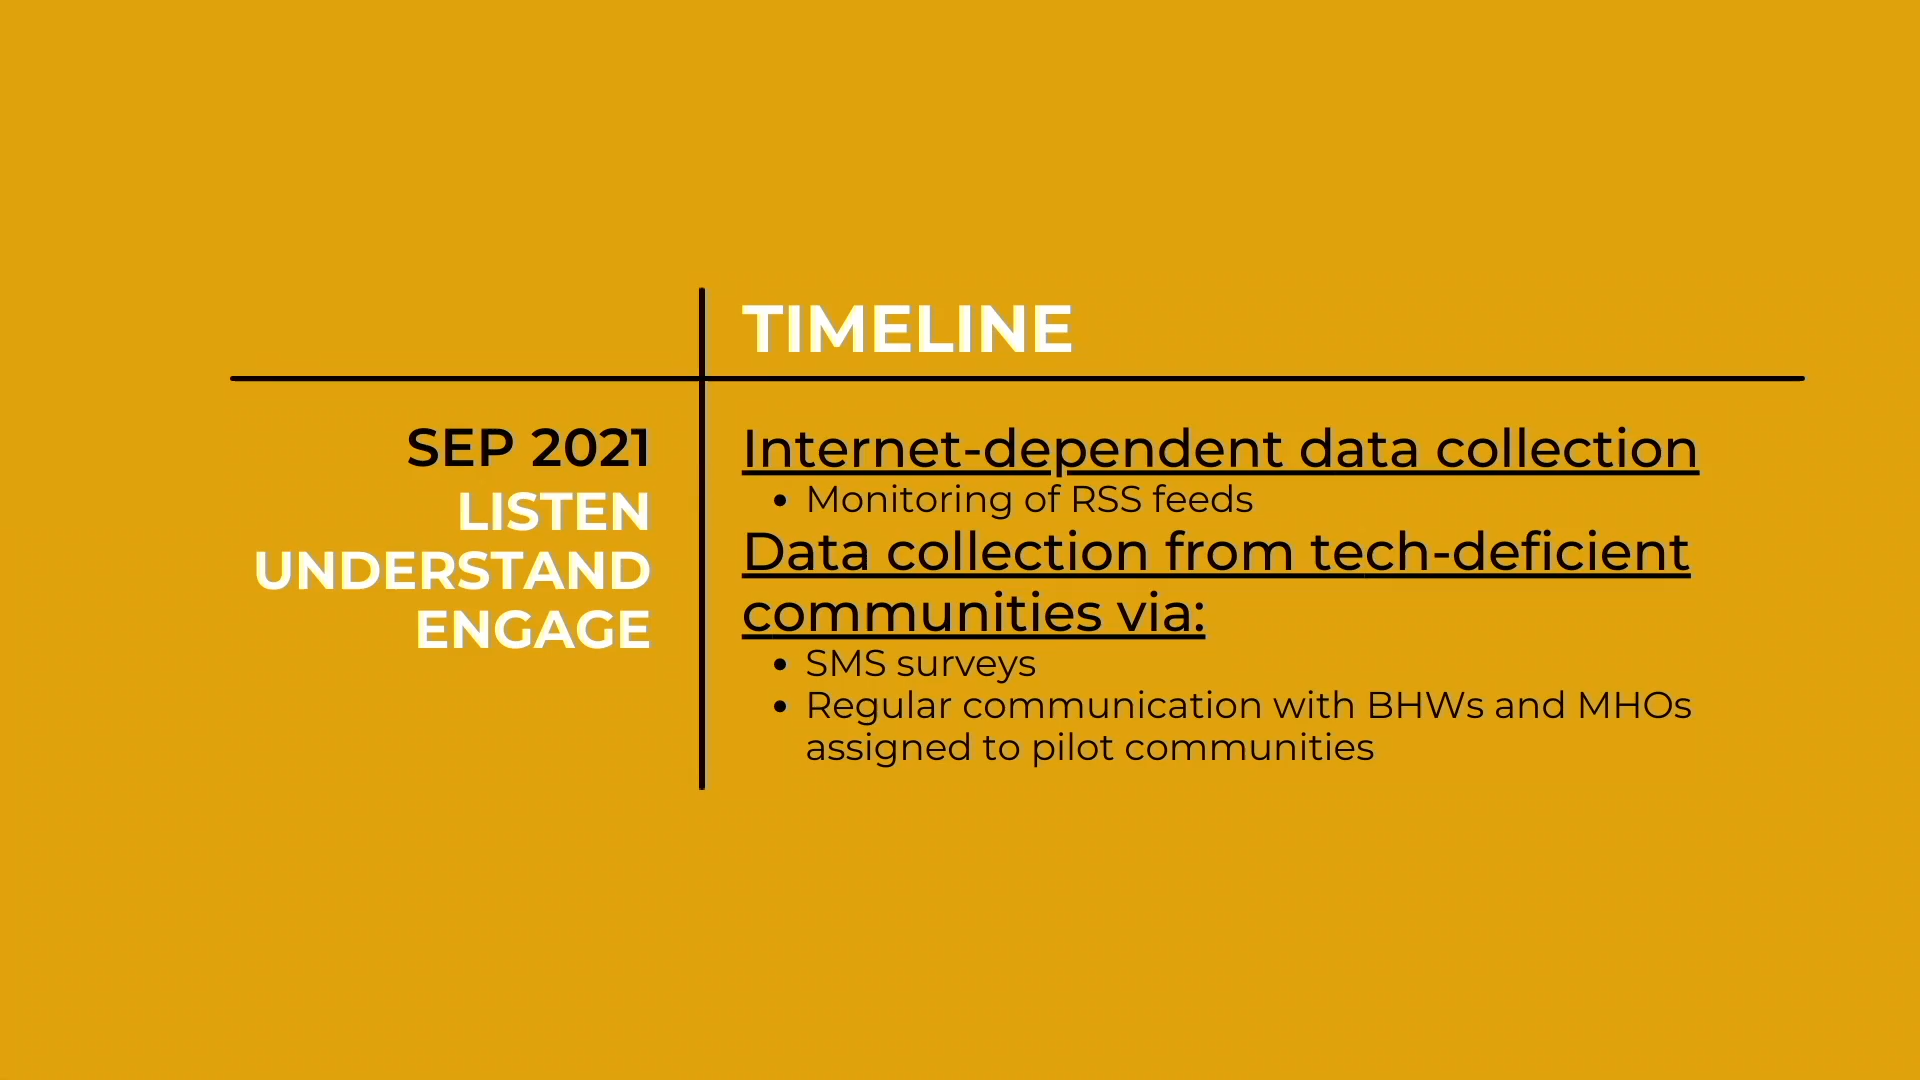 TIMELINE
SEP 2021
LISTEN
UNDERSTAND
ENGAGE
Internet-dependent data collection
• Monitoring of RSS feeds
Data collection from tech-deficient
communities via:
• SMS surveys
• Regular communication with BHWs and MHOs
assigned to pilot communities